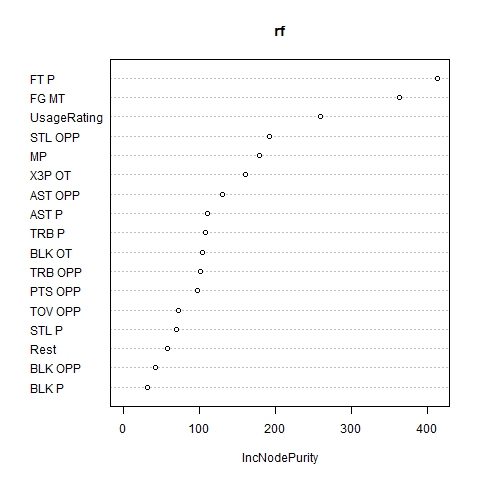 rf
FT P
FG MT
UsageRating
STL OPP
MP
X3P OT
AST OPP
AST P
TRB P
BLK OT
TRB OPP
PTS OPP
TOV OPP
STL P
Rest
BLK OPP
BLK P
0 100 200 300 400
IncNodePurity